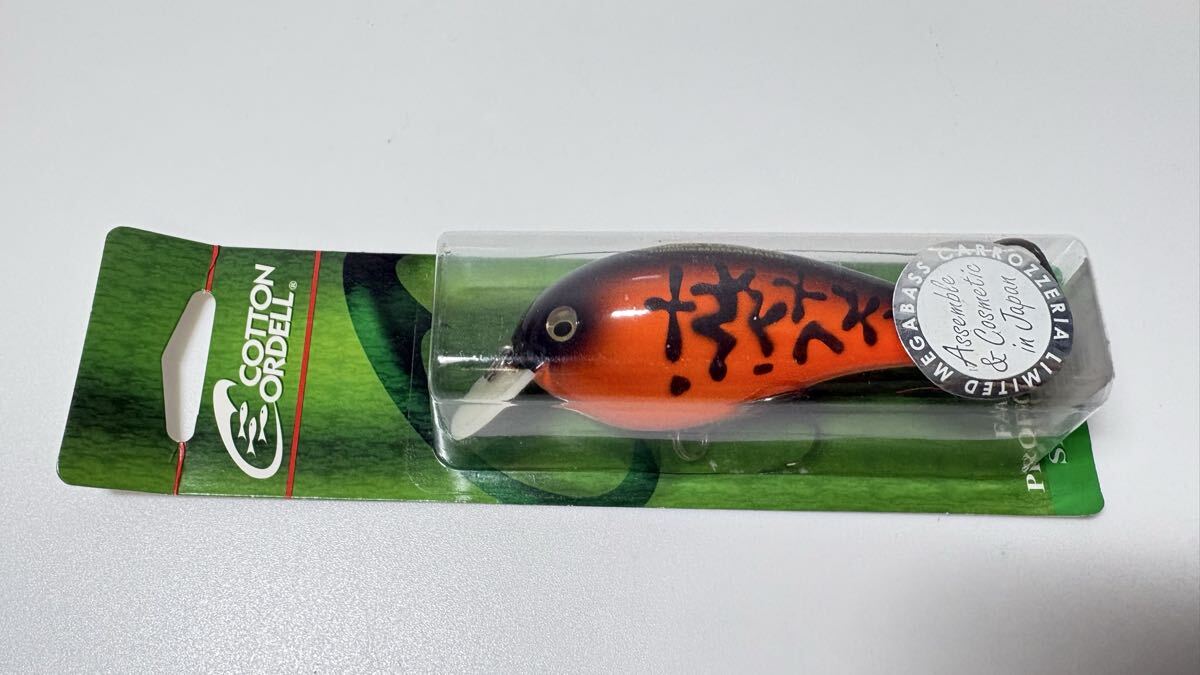 COTTON
CORDELL®
MEGABASS CARROZZERIA LIMITED
Assemble
& Cosmetic
in Japan